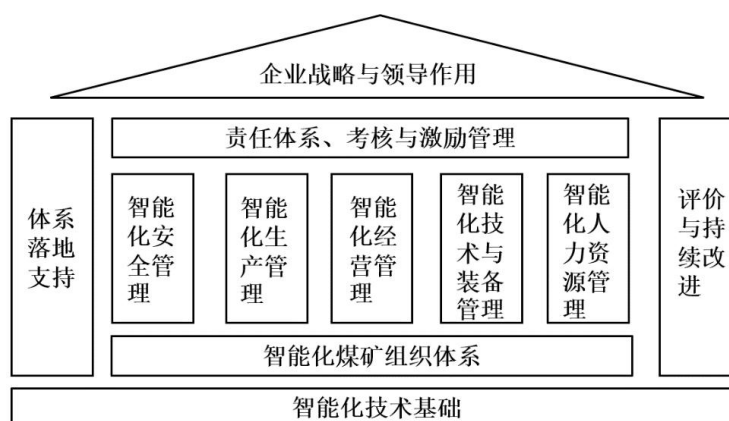 企业战略与领导作用
责任体系、考核与激励管理
体系
落地
支持
智能
化安
全管
理
智能
化生
产管
理
智能
化经
营管
理
智能
化技
术与
装备
管理
智能
化人
力资
源管
理
评价
与持
续改
进
智能化煤矿组织体系
智能化技术基础